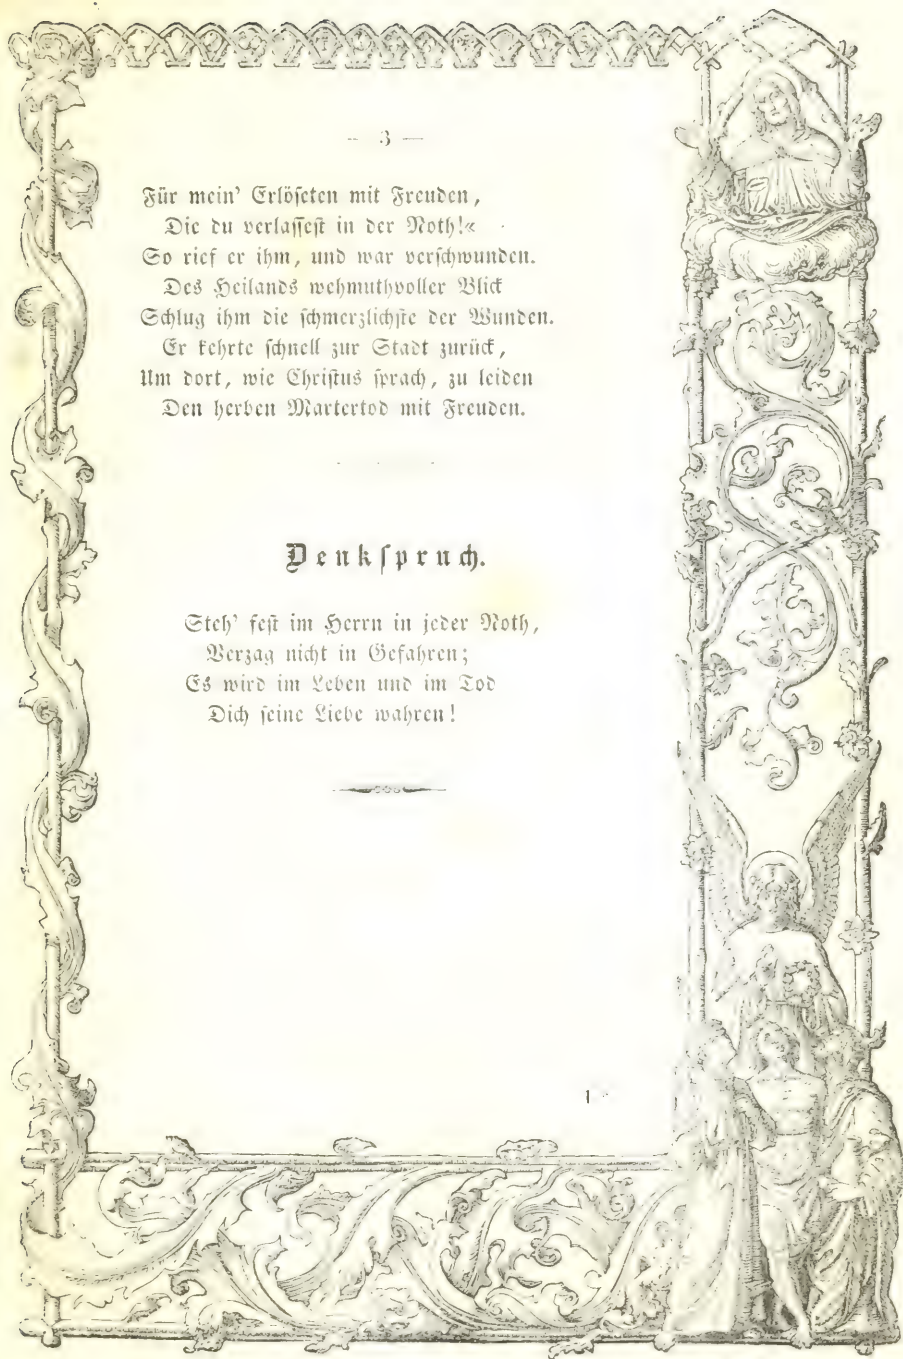 — 3 —
Für mein' Erlöseten mit Freuden,
Die du verlassest in der Noth!«
So rief er ihm, und war verschwunden.
Des Heilands wehmuthvoller Blick
Schlug ihm die schmerzlichste der Wunden.
Er kehrte schnell zur Stadt zurück,
Um dort, wie Christus sprach, zu leiden
Den herben Martertod mit Freuden.
Denkspruch.
Steh' fest im Herrn in jeder Noth,
Verzag nicht in Gefahren;
Es wird im Leben und im Tod
Dich seine Liebe wahren!
1*